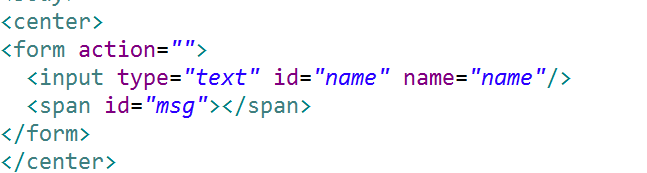 <center>
<form action="">
<input type="text" id="name" name="name"/>
<span id="msg"></span>
</form>
</center>